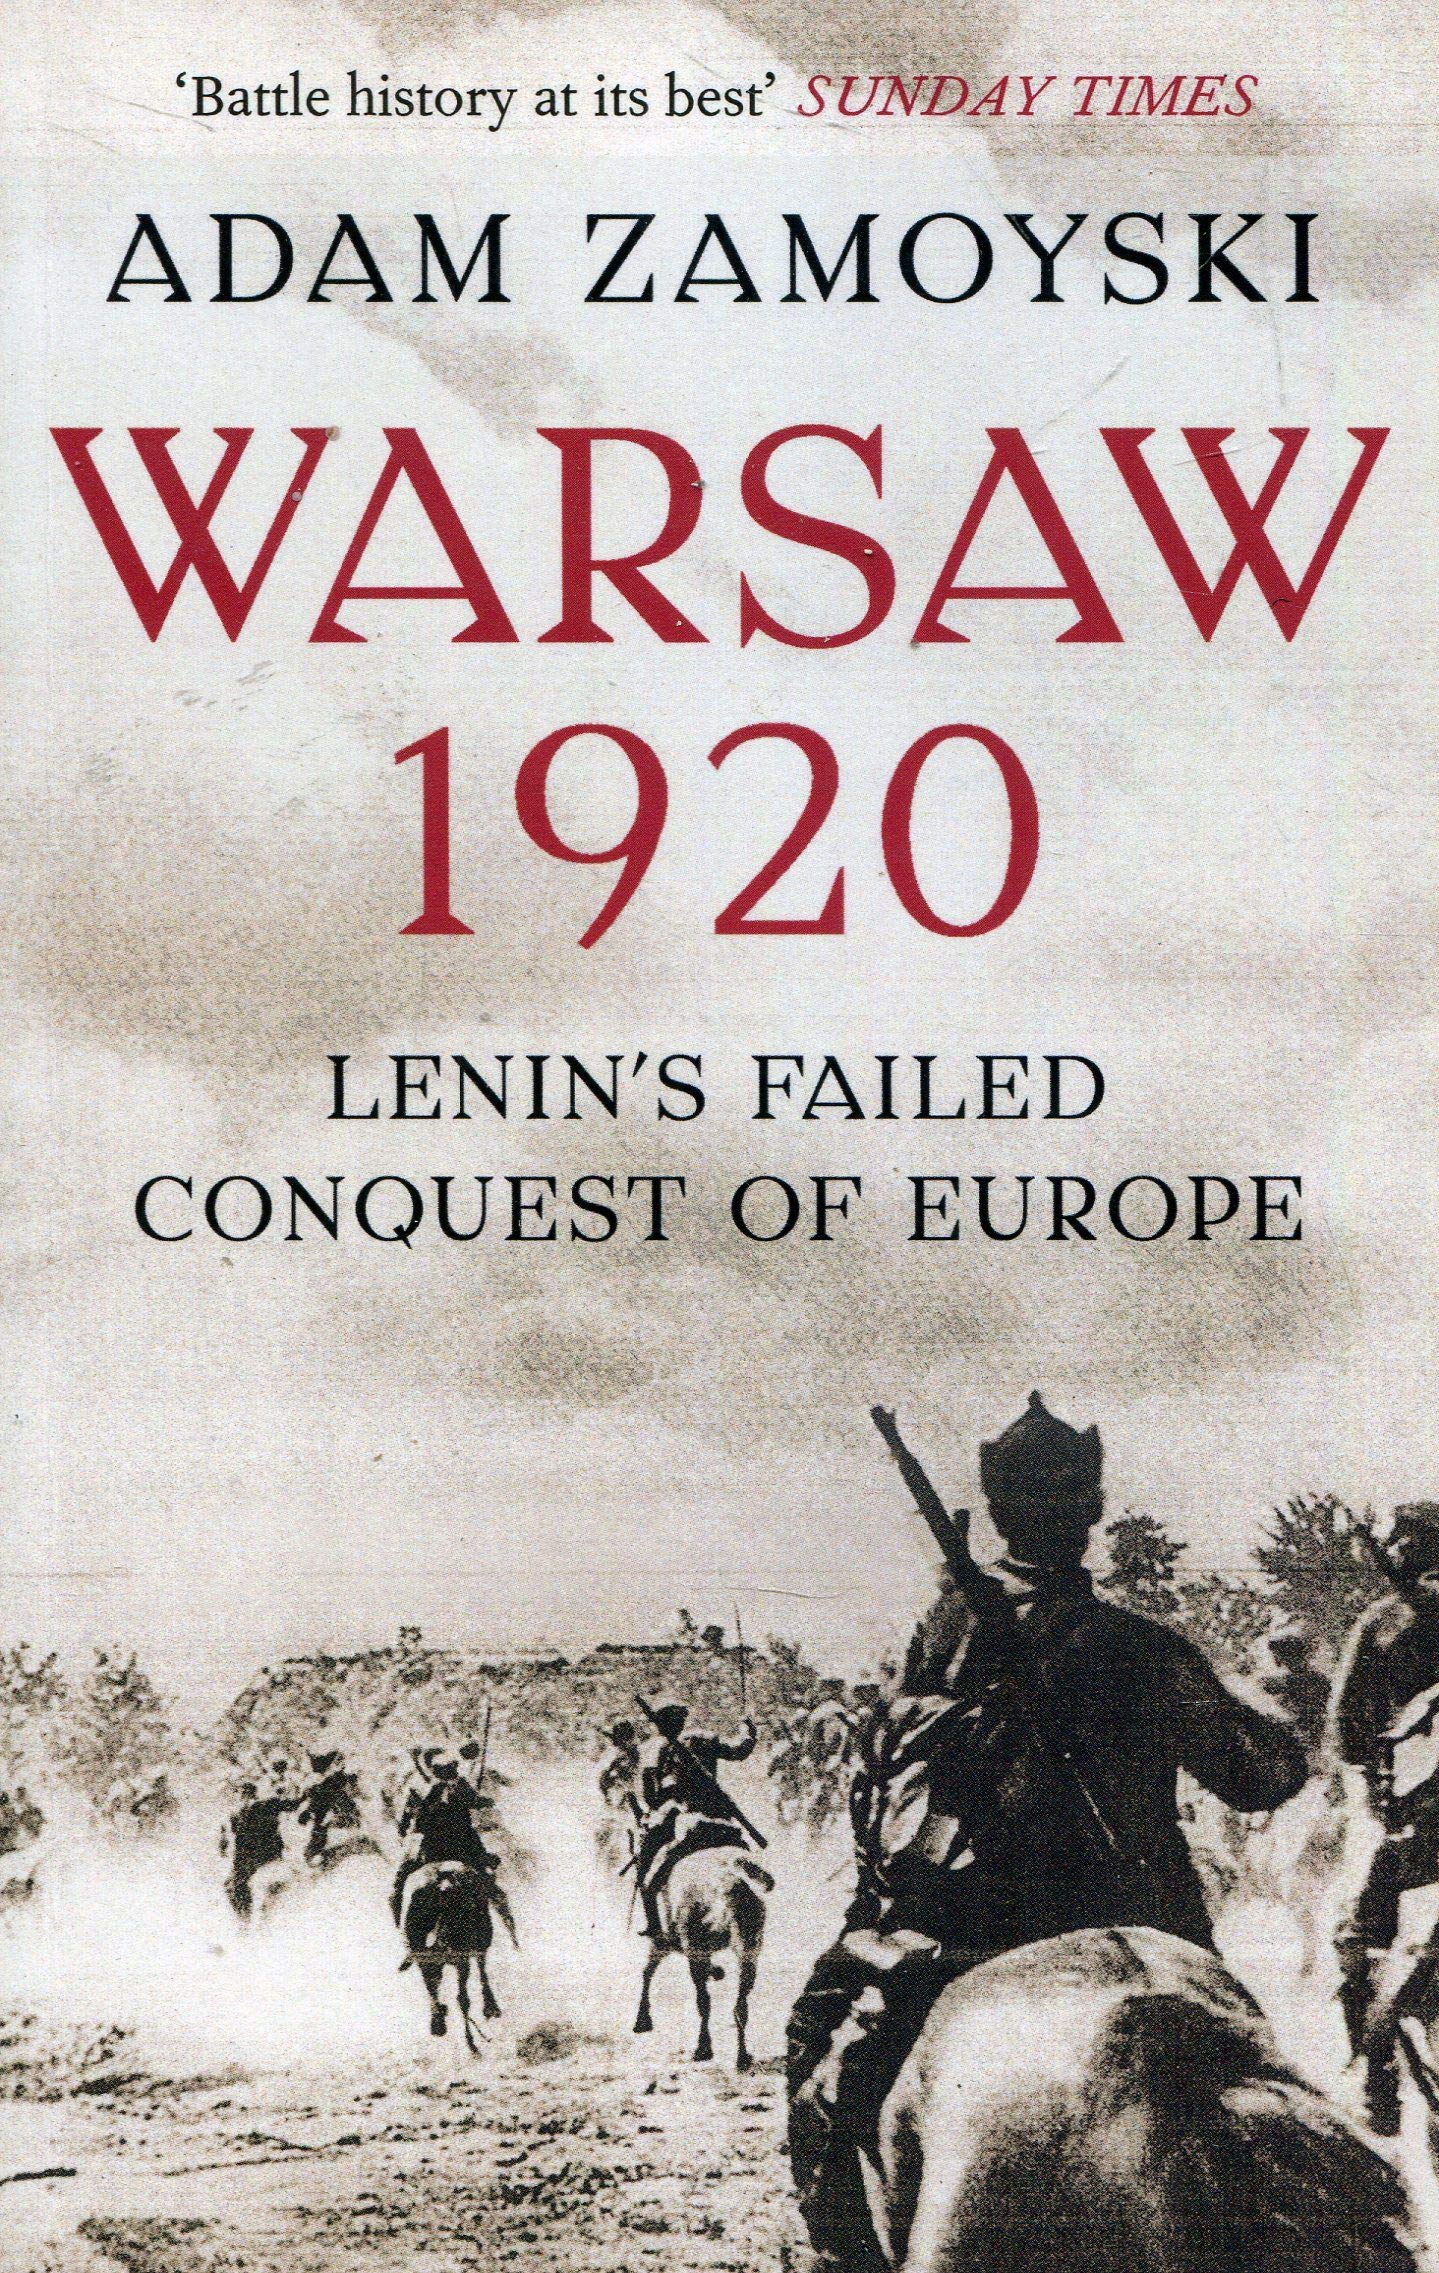 ‘Battle history at its best’ SUNDAY TIMES
ADAM ZAMOYSKI
WARSAW
1920
LENIN’S FAILED
CONQUEST OF EUROPE